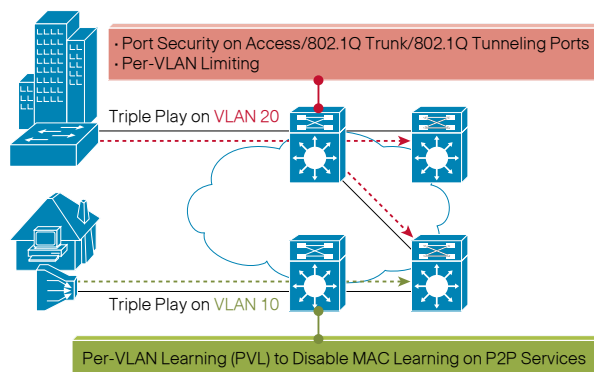 · Port Security on Access/802.1Q Trunk/802.1Q Tunneling Ports
· Per-VLAN Limiting
Triple Play on VLAN 20
Triple Play on VLAN 10
Per-VLAN Learning (PVL) to Disable MAC Learning on P2P Services